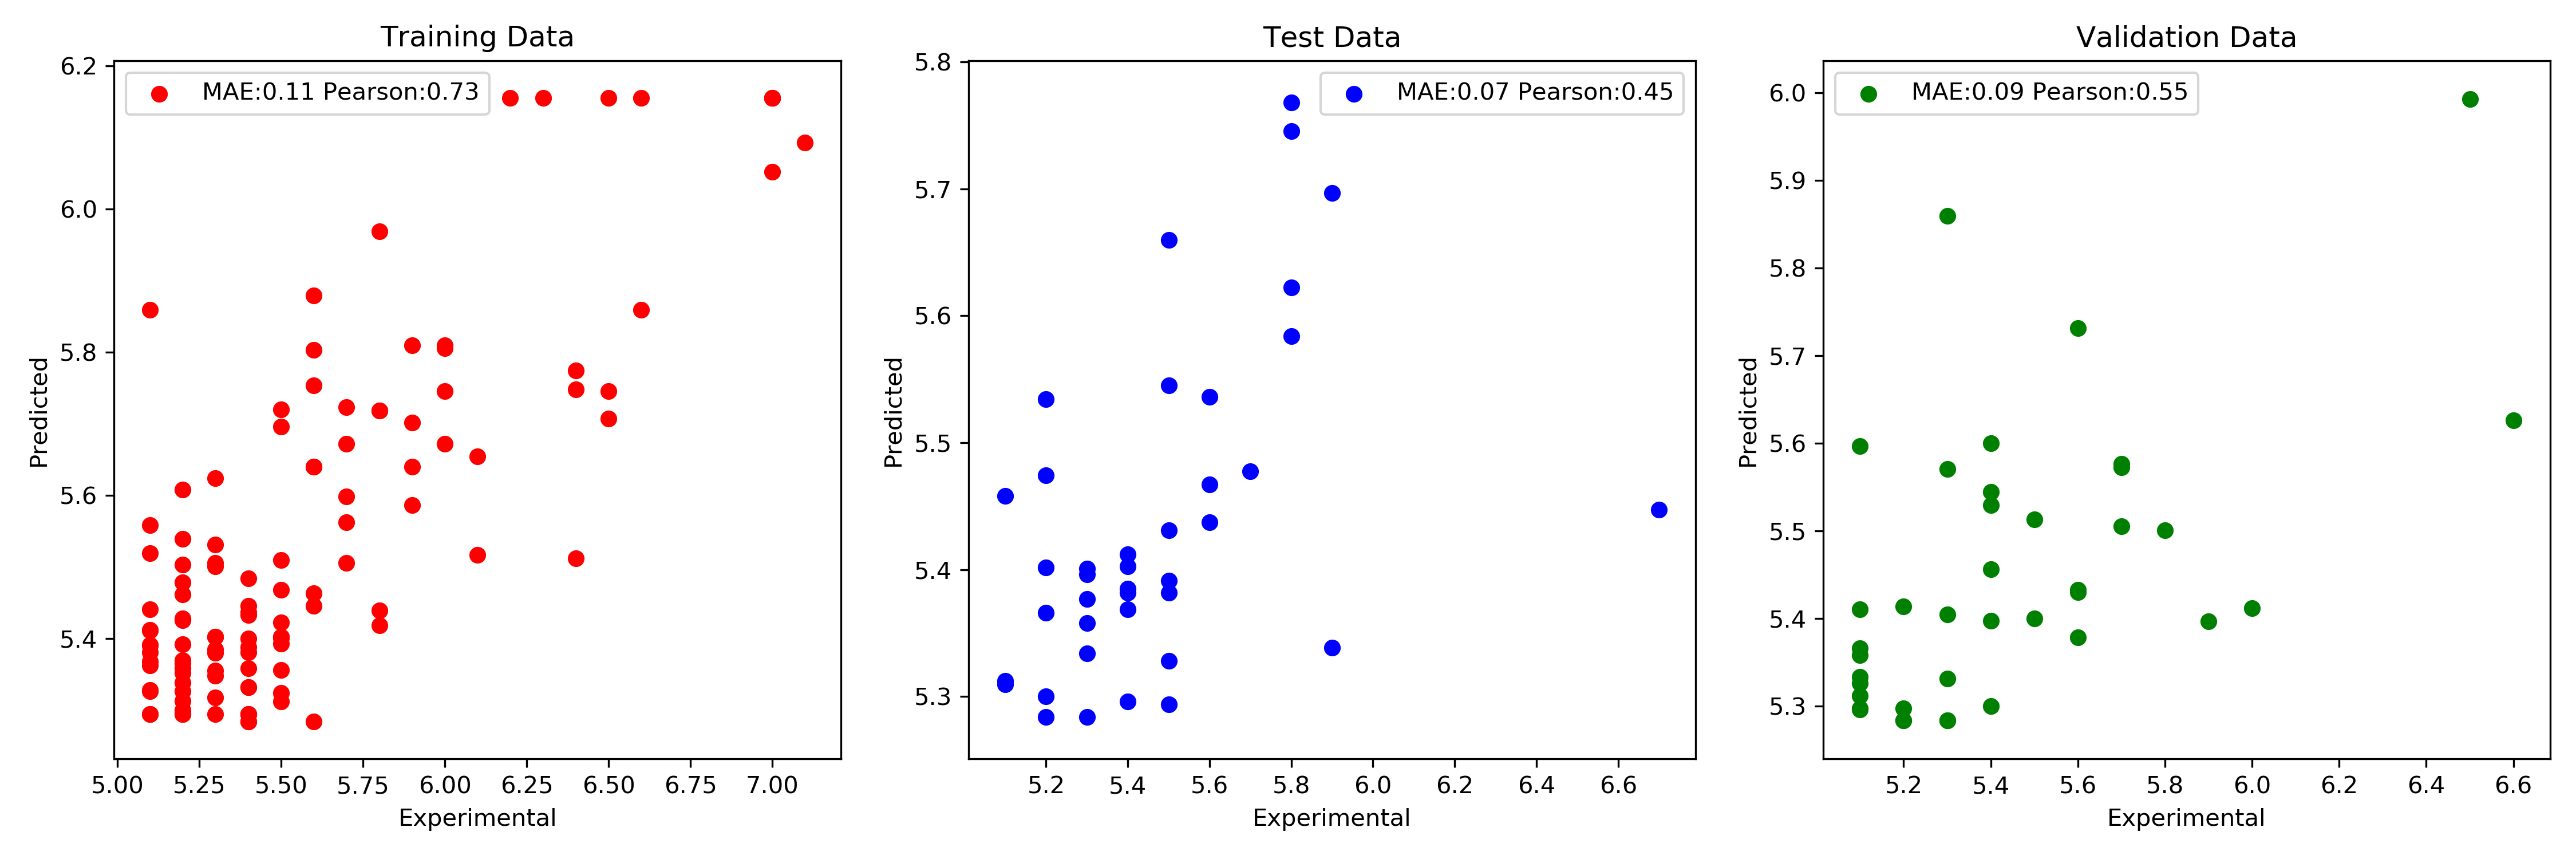 Training Data
MAE:0.11 Pearson:0.73
6.2
6.0
5.8
5.6
5.4
Predicted
5.00 5.25 5.50 5.75 6.00 6.25 6.50 6.75 7.00
Experimental
Test Data
MAE:0.07 Pearson:0.45
5.8
5.7
5.6
5.5
5.4
5.3
Predicted
5.2 5.4 5.6 5.8 6.0 6.2 6.4 6.6
Experimental
Validation Data
MAE:0.09 Pearson:0.55
6.0
5.9
5.8
5.7
5.6
5.5
5.4
5.3
Predicted
5.2 5.4 5.6 5.8 6.0 6.2 6.4 6.6
Experimental